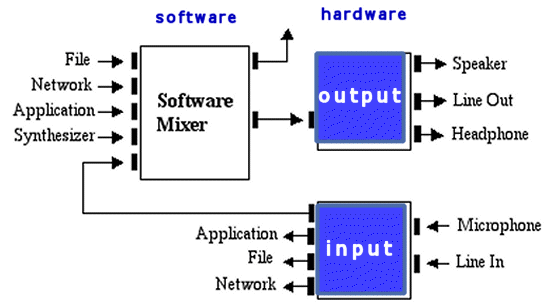 software
hardware
File
Network
Application
Synthesizer
Software
Mixer
output
Speaker
Line Out
Headphone
Application
File
Network
input
Microphone
Line In